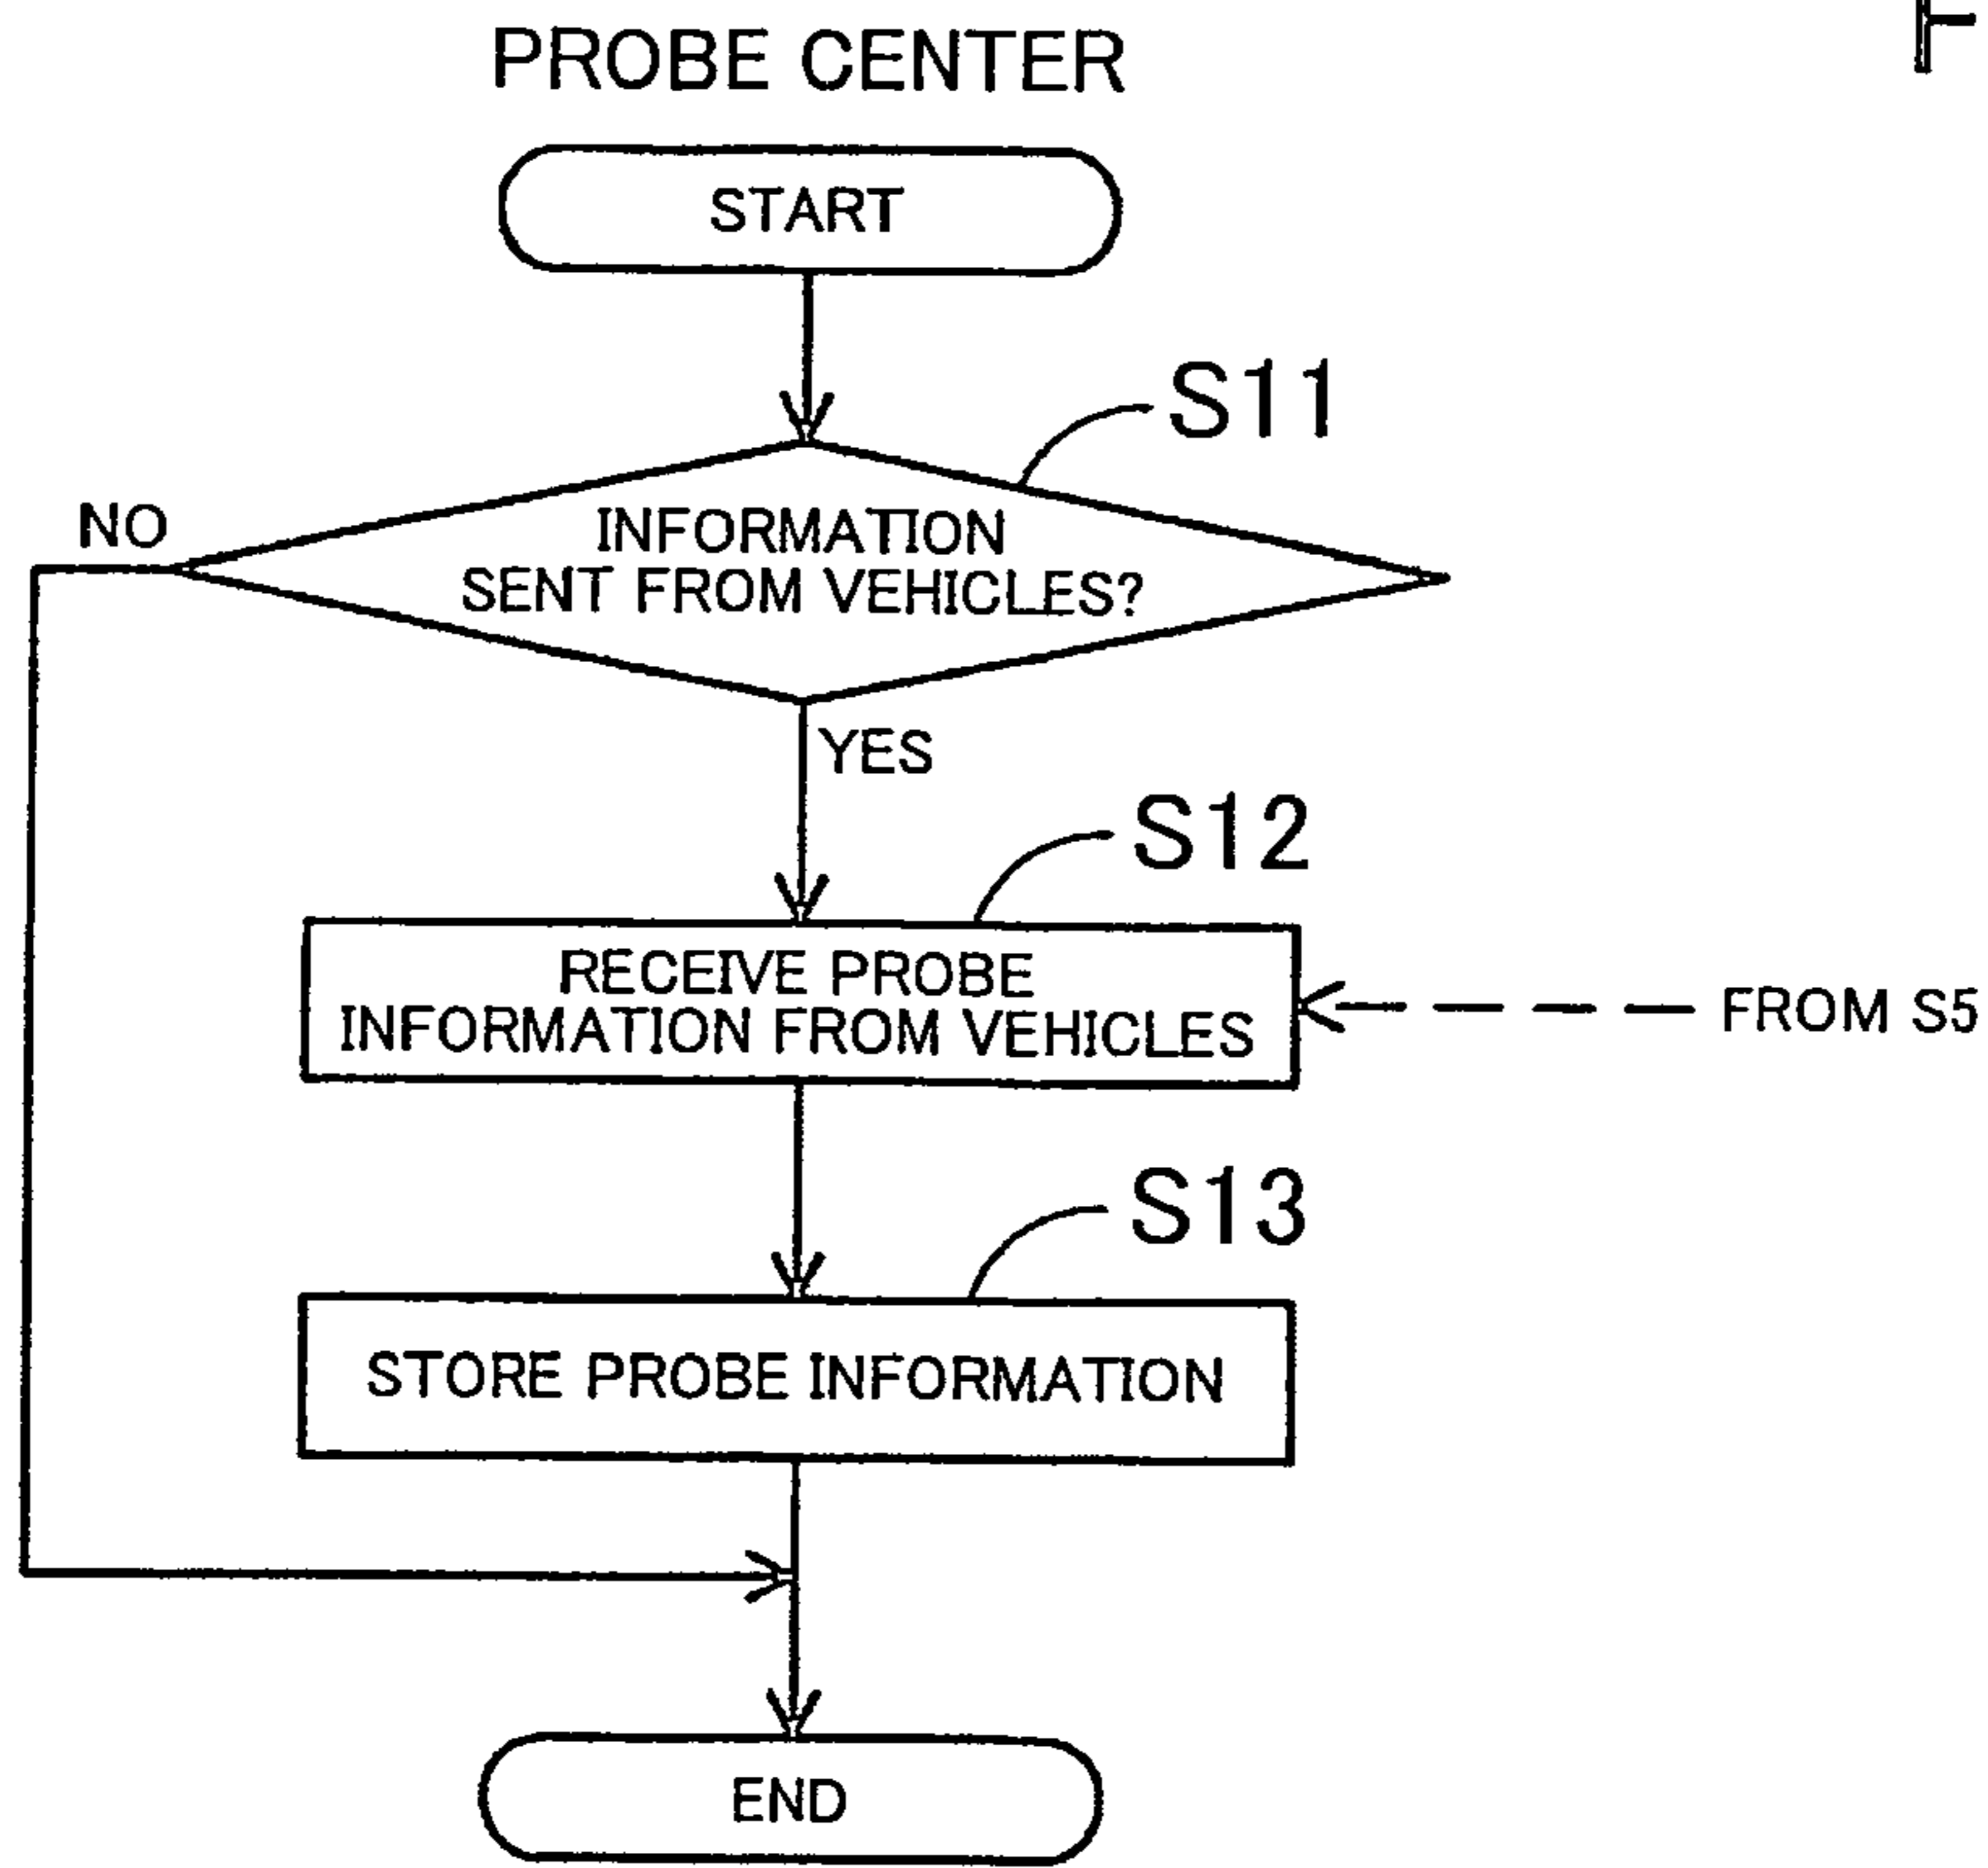 PROBE CENTER
START
S11
NO
INFORMATION
SENT FROM VEHICLES?
YES
S12
RECEIVE PROBE
INFORMATION FROM VEHICLES
FROM S5
S13
STORE PROBE INFORMATION
END